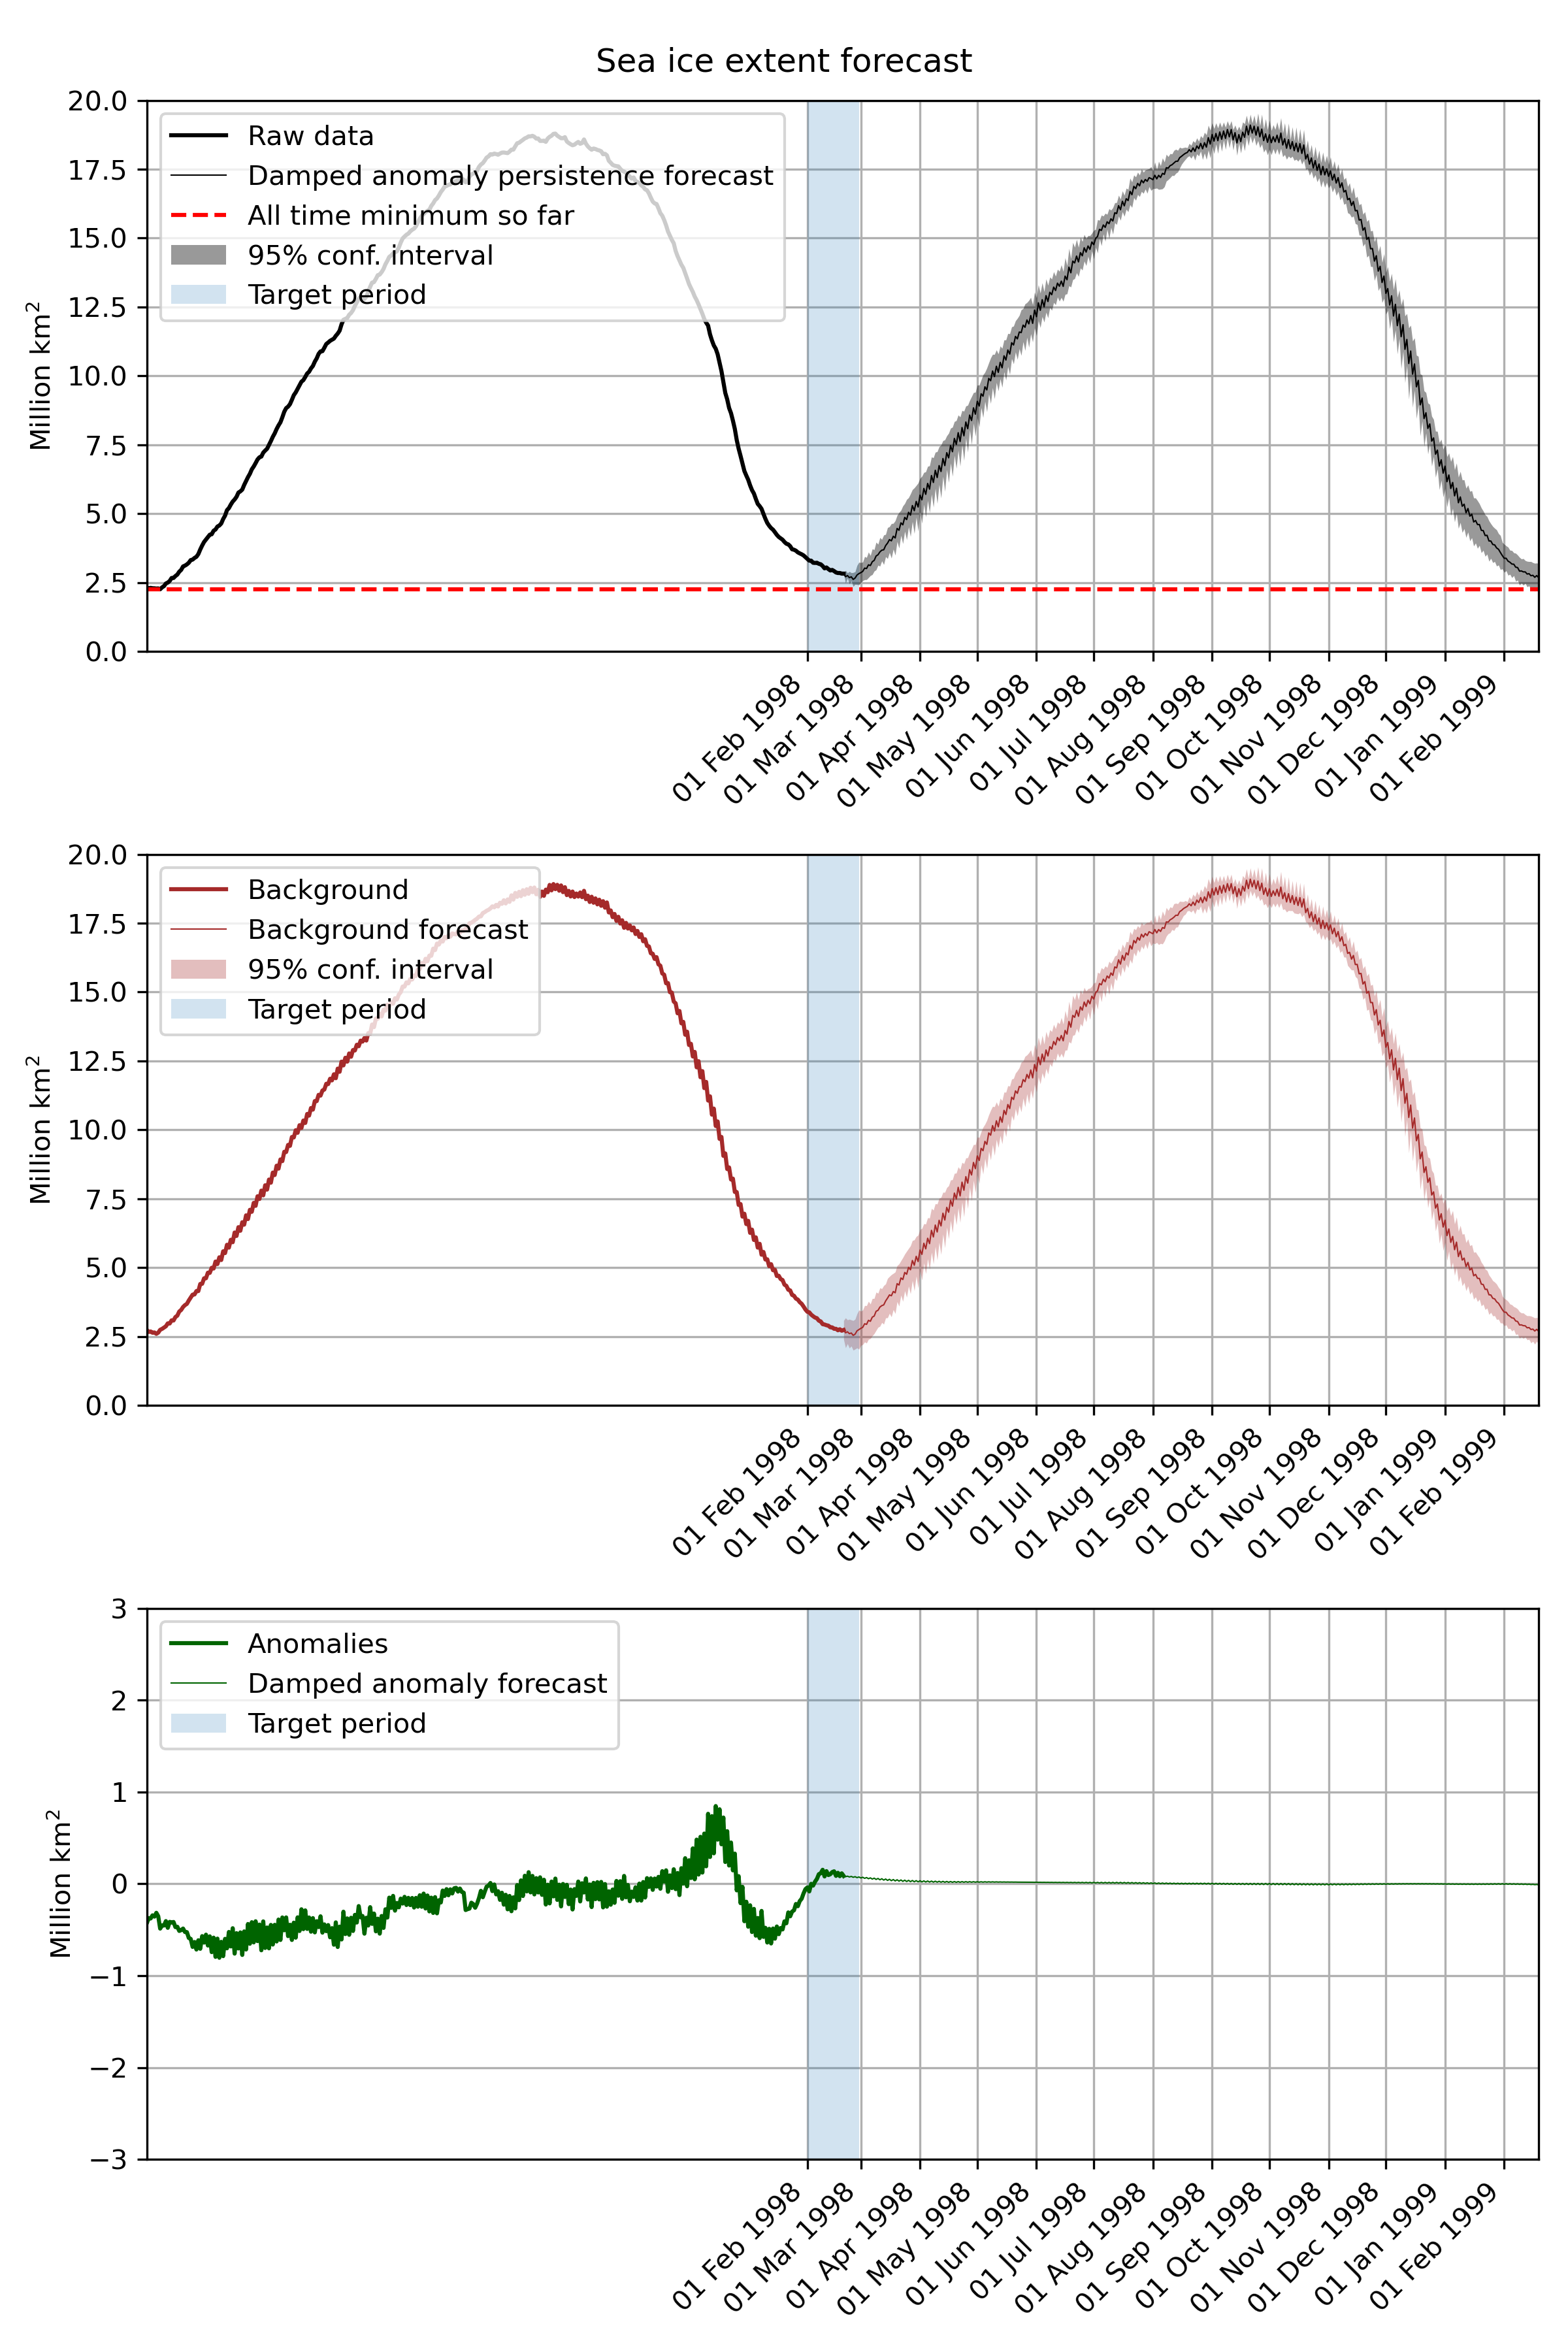 Sea ice extent forecast
20.0
17.5
15.0
12.5
10.0
7.5
5.0
2.5
0.0
Million km²
Raw data
Damped anomaly persistence forecast
All time minimum so far
95% conf. interval
Target period
01 Feb 1998
01 Mar 1998
01 Apr 1998
01 May 1998
01 Jun 1998
01 Jul 1998
01 Aug 1998
01 Sep 1998
01 Oct 1998
01 Nov 1998
01 Dec 1998
01 Jan 1999
01 Feb 1999
20.0
17.5
15.0
12.5
10.0
7.5
5.0
2.5
0.0
Million km²
Background
Background forecast
95% conf. interval
Target period
01 Feb 1998
01 Mar 1998
01 Apr 1998
01 May 1998
01 Jun 1998
01 Jul 1998
01 Aug 1998
01 Sep 1998
01 Oct 1998
01 Nov 1998
01 Dec 1998
01 Jan 1999
01 Feb 1999
3
2
1
0
−1
−2
−3
Million km²
Anomalies
Damped anomaly forecast
Target period
01 Feb 1998
01 Mar 1998
01 Apr 1998
01 May 1998
01 Jun 1998
01 Jul 1998
01 Aug 1998
01 Sep 1998
01 Oct 1998
01 Nov 1998
01 Dec 1998
01 Jan 1999
01 Feb 1999